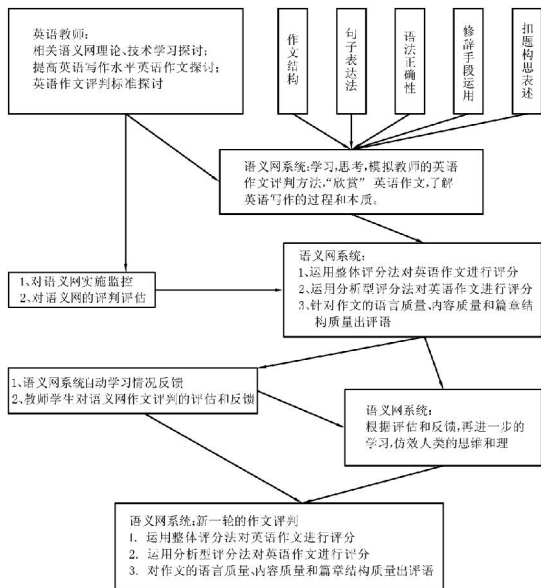 英语教师:
相关语义网理论、技术学习探讨;
提高英语写作水平英语作文探讨;
英语作文评判标准探讨
作文结构
句子表达法
语法正确性
修辞手段运用
扣题构思表述
语义网系统:学习,思考,模拟教师的英语
作文评判方法,“欣赏” 英语作文,了解
英语写作的过程和本质。
语义网系统:
1、运用整体评分法对英语作文进行评分
2、运用分析型评分法对英语作文进行评分
3、针对作文的语言质量、内容质量和篇章结
构质量出评语
1、对语义网实施监控
2、对语义网的评判评估
1、语义网系统自动学习情况反馈
2、教师学生对语义网作文评判的评估和反馈
语义网系统:
根据评估和反馈,再进一步的
学习,仿效人类的思维和理
语义网系统:新一轮的作文评判
1. 运用整体评分法对英语作文进行评分
2. 运用分析型评分法对英语作文进行评分
3. 对作文的语言质量、内容质量和篇章结构质量出评语